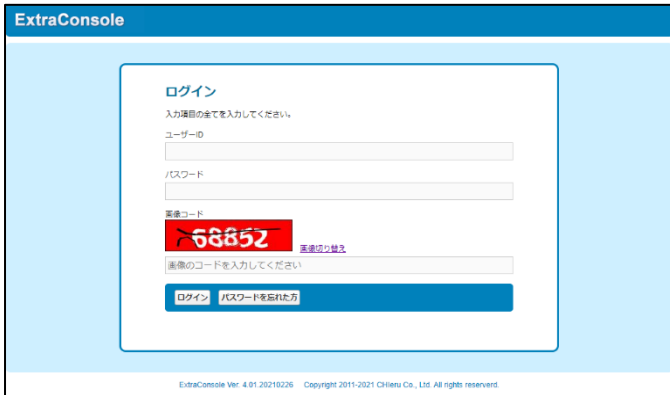 ExtraConsole
ログイン
入力項目の全てを入力してください。
ユーザーID
パスワード
画像コード
68852 画像切り替え
画像のコードを入力してください
ログイン パスワードを忘れた方
ExtraConsole Ver. 4.01.20210226 Copyright 2011-2021 CHIeru Co., Ltd. All rights reserverd.